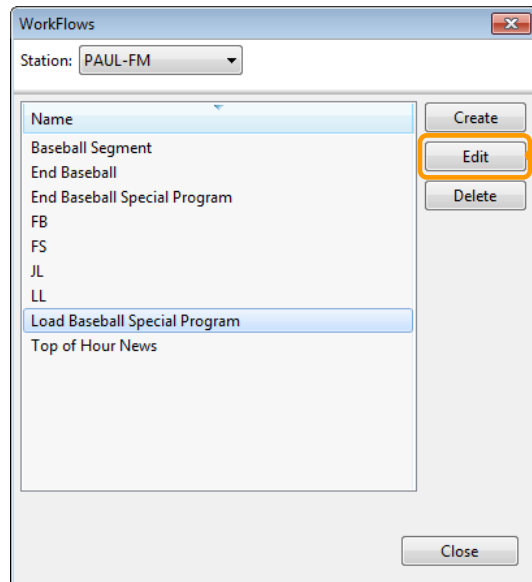 WorkFlows
Station: PAUL-FM
Name
Baseball Segment
End Baseball
End Baseball Special Program
FB
FS
JL
LL
Load Baseball Special Program
Top of Hour News
Create
Edit
Delete
Close